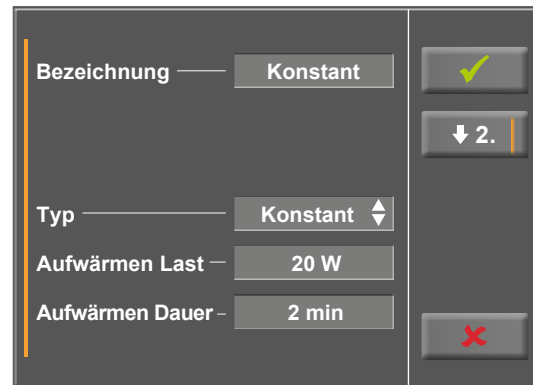 Bezeichnung Konstant
2.
Typ Konstant
Aufwärmen Last 20 W
Aufwärmen Dauer 2 min